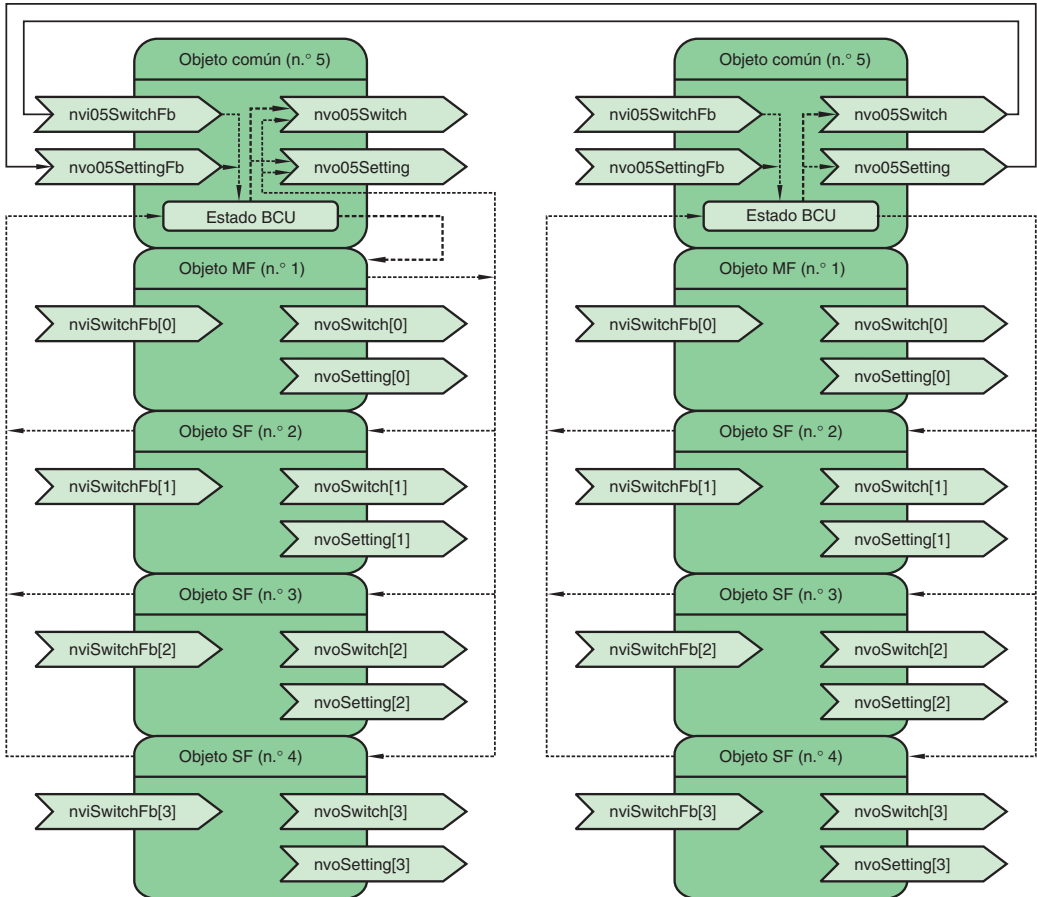 Objeto común (n.° 5)
nvi05SwitchFb
nvo05Switch
nvo05SettingFb
nvo05Setting
Estado BCU
Objeto MF (n.° 1)
nviSwitchFb[0]
nvoSwitch[0]
nvoSetting[0]
Objeto SF (n.° 2)
nviSwitchFb[1]
nvoSwitch[1]
nvoSetting[1]
Objeto SF (n.° 3)
nviSwitchFb[2]
nvoSwitch[2]
nvoSetting[2]
Objeto SF (n.° 4)
nviSwitchFb[3]
nvoSwitch[3]
nvoSetting[3]
Objeto común (n.° 5)
nvi05SwitchFb
nvo05Switch
nvo05SettingFb
nvo05Setting
Estado BCU
Objeto MF (n.° 1)
nviSwitchFb[0]
nvoSwitch[0]
nvoSetting[0]
Objeto SF (n.° 2)
nviSwitchFb[1]
nvoSwitch[1]
nvoSetting[1]
Objeto SF (n.° 3)
nviSwitchFb[2]
nvoSwitch[2]
nvoSetting[2]
Objeto SF (n.° 4)
nviSwitchFb[3]
nvoSwitch[3]
nvoSetting[3]